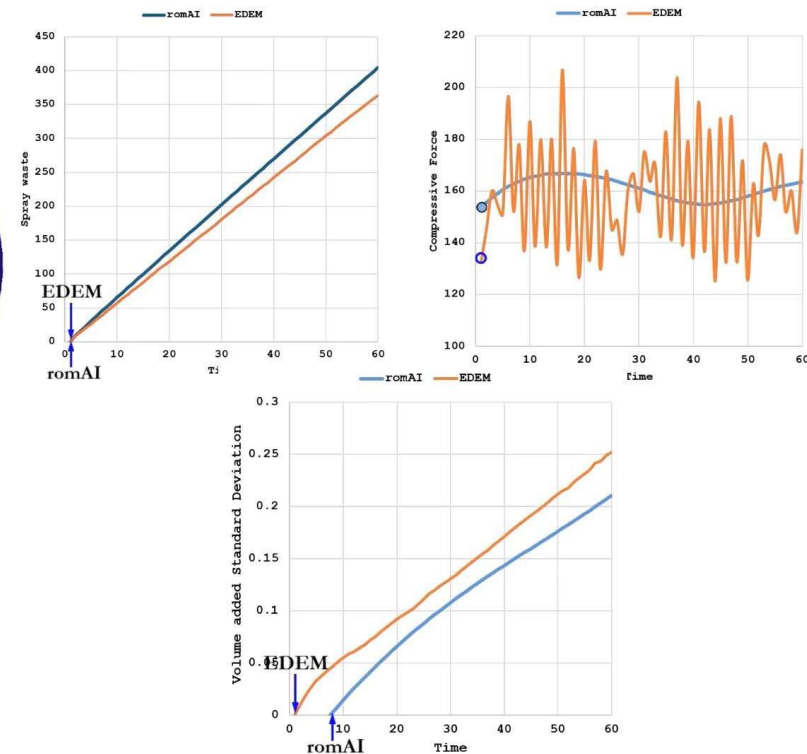 romAI EDEM
450
400
350
300
250
200
150
100
50
0
Spray waste
EDEM
0 10 20 30 40 50 60
romAI
romAI EDEM
220
200
180
160
140
120
100
Compressive Force
0 10 20 30 40 50 60
Time
romAI EDEM
0.3
0.25
0.2
0.15
0.1
0
Volume added Standard Deviation
EDEM
0 10 20 30 40 50 60
romAI
Time